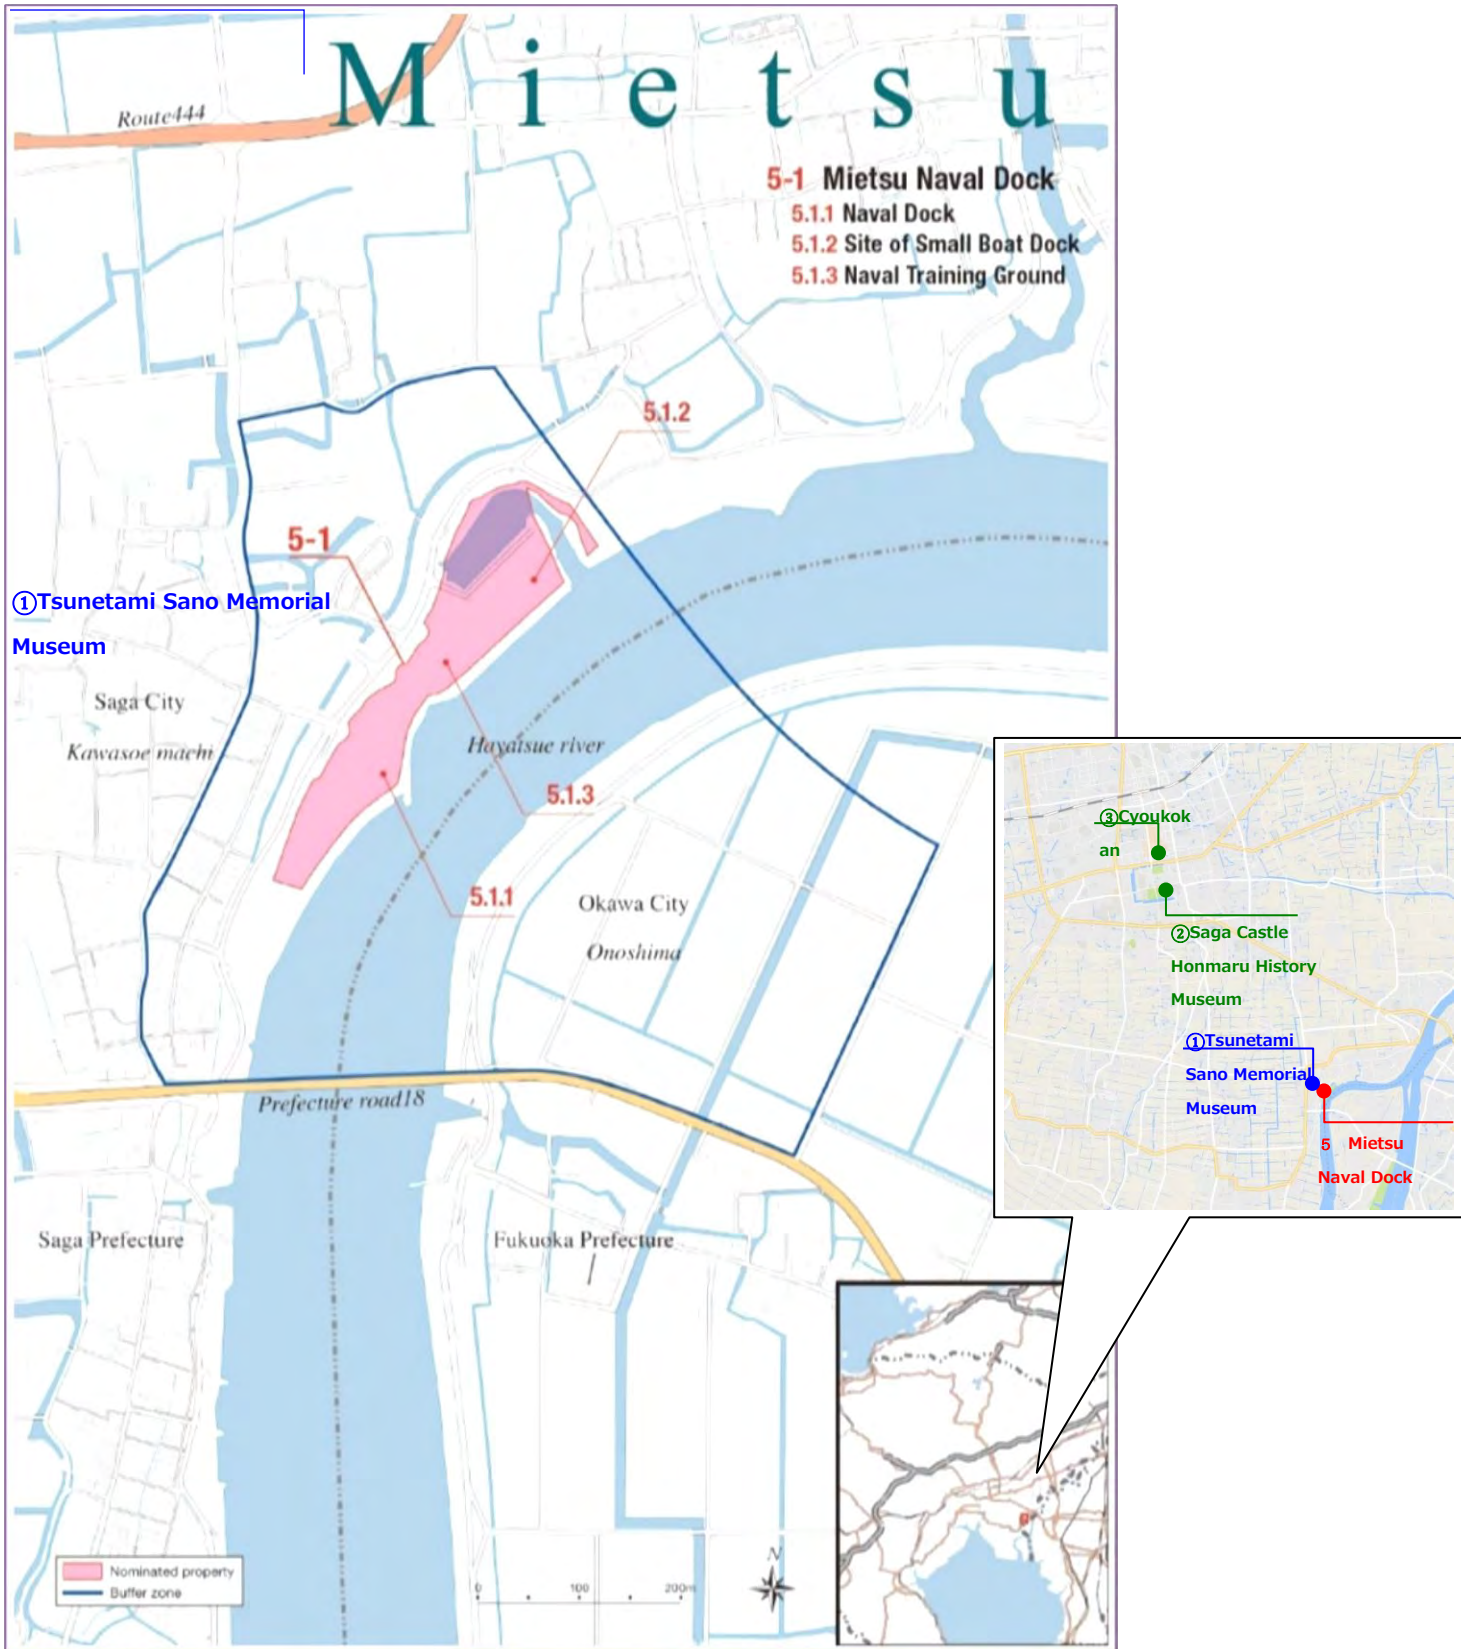 Mietsu
Route444
5-1 Mietsu Naval Dock
5.1.1 Naval Dock
5.1.2 Site of Small Boat Dock
5.1.3 Naval Training Ground
5.1.2
5-1
①Tsunetami Sano Memorial
Museum
Saga City
Kawasoe machi
Hayatsue river
5.1.3
5.1.1
Okawa City
Onoshima
Prefecture road18
Saga Prefecture
Fukuoka Prefecture
③Cyoukok
an
②Saga Castle
Honmaru History
Museum
①Tsunetami
Sano Memorial
Museum
5 Mietsu
Naval Dock
Nominated property
Buffer zone
0 100 200m
N